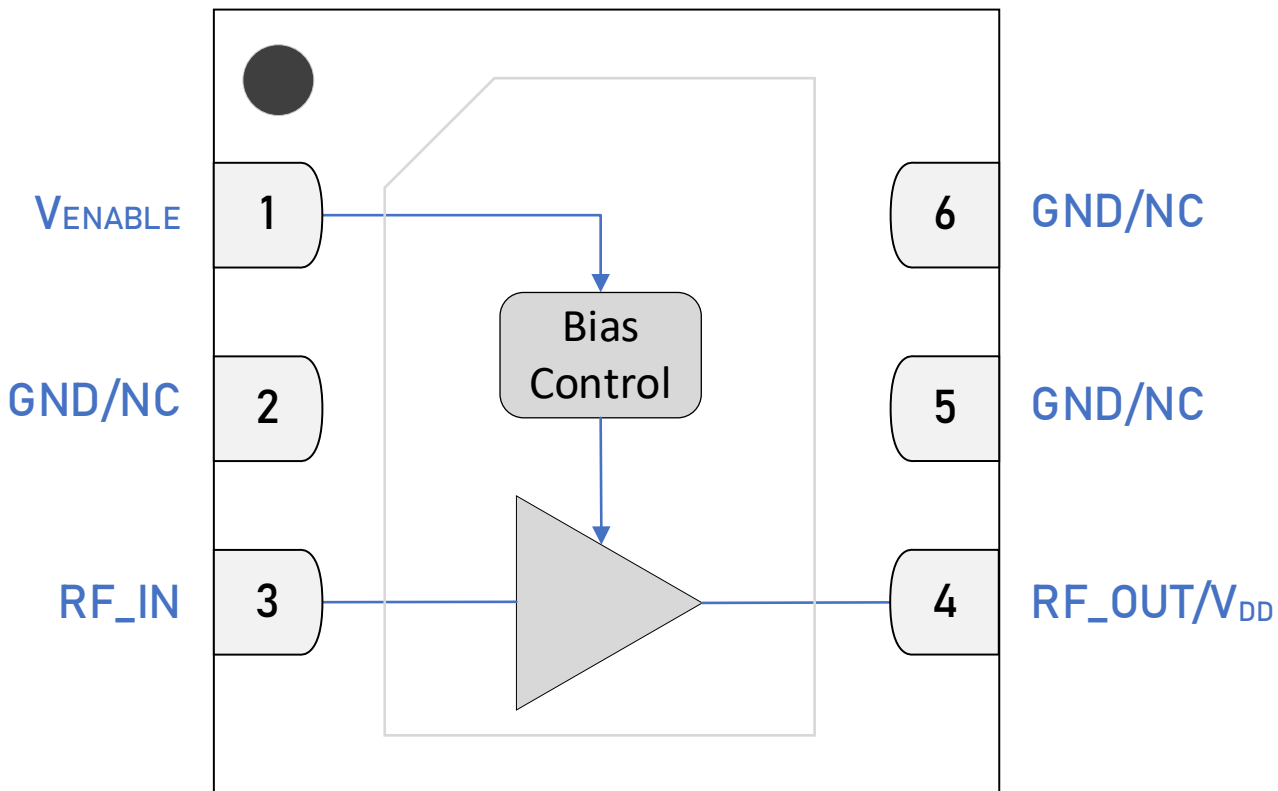 VENABLE
1
6
GND/NC
Bias
Control
GND/NC
2
5
GND/NC
RF_IN
3
4
RF_OUT/VDD